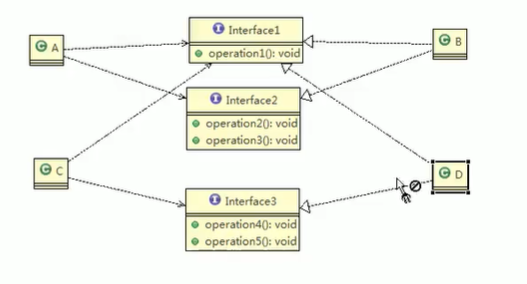 Interface1
operation1(): void
A
B
Interface2
operation2(): void
operation3(): void
C
D
Interface3
operation4(): void
operation5(): void